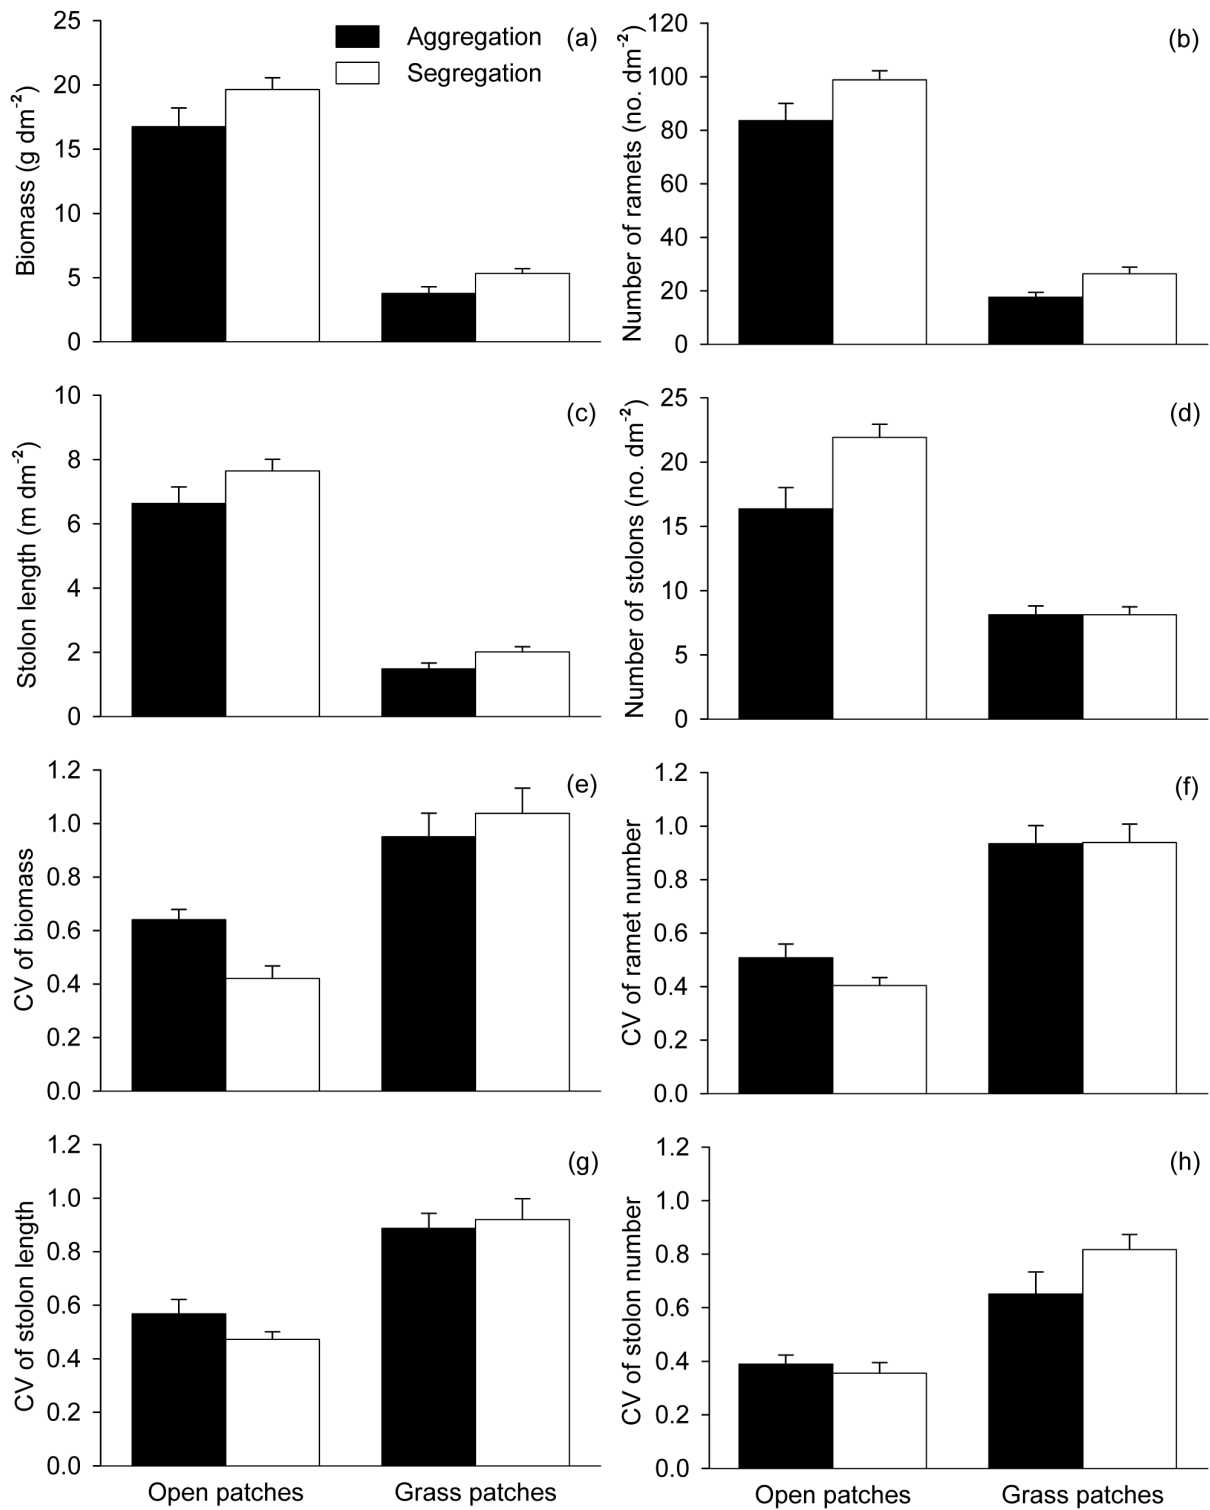 Aggregation
Segregation
(a)
Biomass (g dm-2)
25
20
15
10
5
0
(b)
Number of ramets (no. dm-2)
120
100
80
60
40
20
0
(c)
Stolon length (m dm-2)
10
8
6
4
2
0
(d)
Number of stolons (no. dm-2)
25
20
15
10
5
0
(e)
CV of biomass
1.2
1.0
0.8
0.6
0.4
0.2
0.0
(f)
CV of ramet number
1.2
1.0
0.8
0.6
0.4
0.2
0.0
(g)
CV of stolon length
1.2
1.0
0.8
0.6
0.4
0.2
0.0
Open patches Grass patches
(h)
CV of stolon number
1.2
1.0
0.8
0.6
0.4
0.2
0.0
Open patches Grass patches